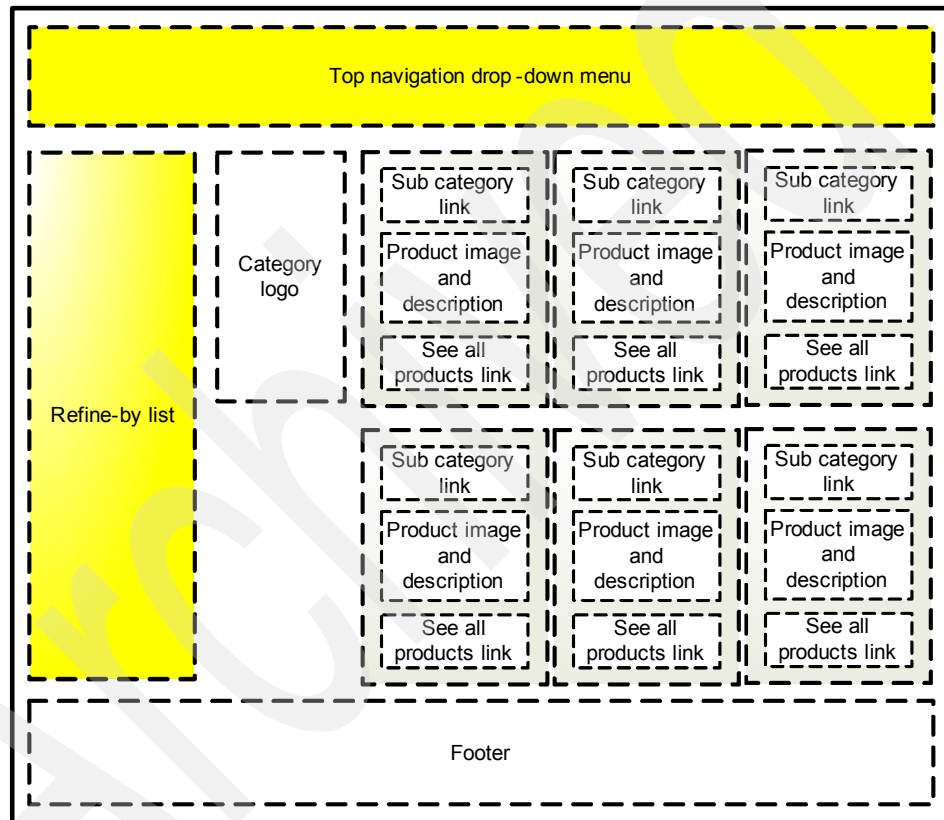 Top navigation drop-down menu
Refine-by list
Category
logo
Sub category
link
Product image
and
description
See all
products link
Sub category
link
Product image
and
description
See all
products link
Sub category
link
Product image
and
description
See all
products link
Sub category
link
Product image
and
description
See all
products link
Sub category
link
Product image
and
description
See all
products link
Sub category
link
Product image
and
description
See all
products link
Footer
Archived